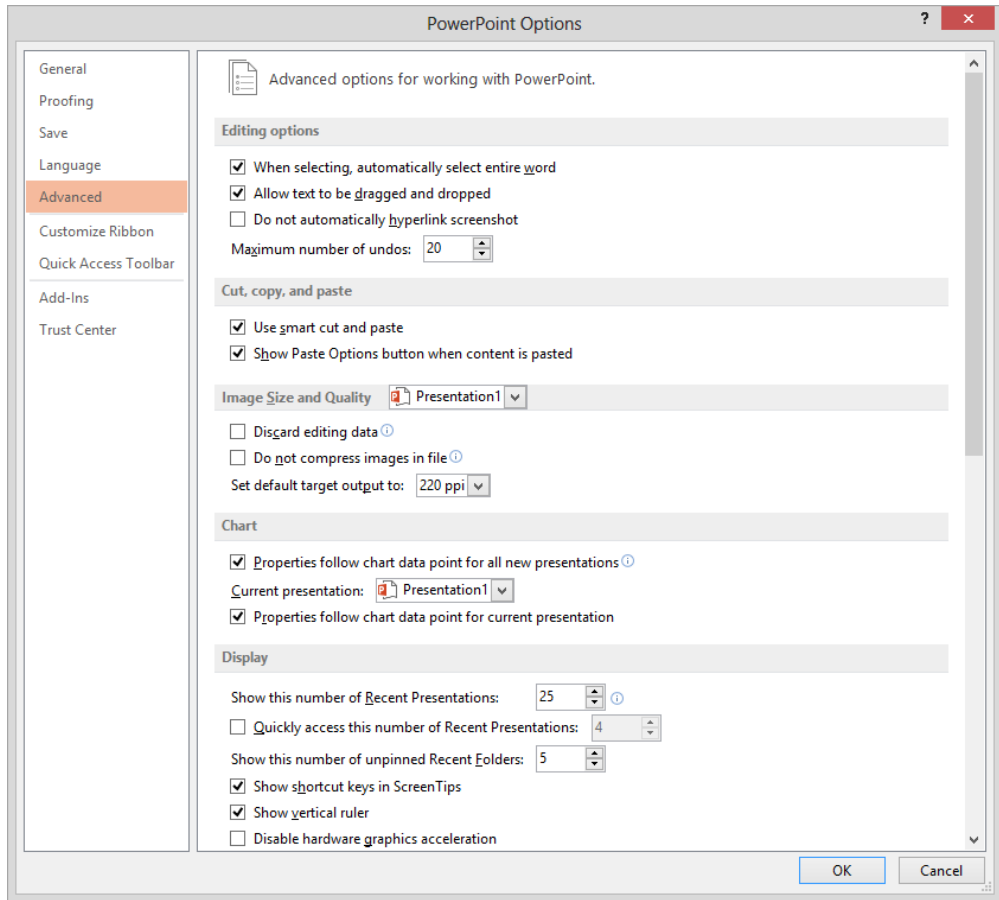 PowerPoint Options
?
General
Proofing
Save
Language
Advanced
Customize Ribbon
Quick Access Toolbar
Add-Ins
Trust Center
Advanced options for working with PowerPoint.
Editing options
When selecting, automatically select entire word
Allow text to be dragged and dropped
Do not automatically hyperlink screenshot
Maximum number of undos: 20
Cut, copy, and paste
Use smart cut and paste
Show Paste Options button when content is pasted
Image Size and Quality Presentation1
Discard editing data
Do not compress images in file
Set default target output to: 220 ppi
Chart
Properties follow chart data point for all new presentations
Current presentation: Presentation1
Properties follow chart data point for current presentation
Display
Show this number of Recent Presentations: 25
Quickly access this number of Recent Presentations: 4
Show this number of unpinned Recent Folders: 5
Show shortcut keys in ScreenTips
Show vertical ruler
Disable hardware graphics acceleration
OK Cancel